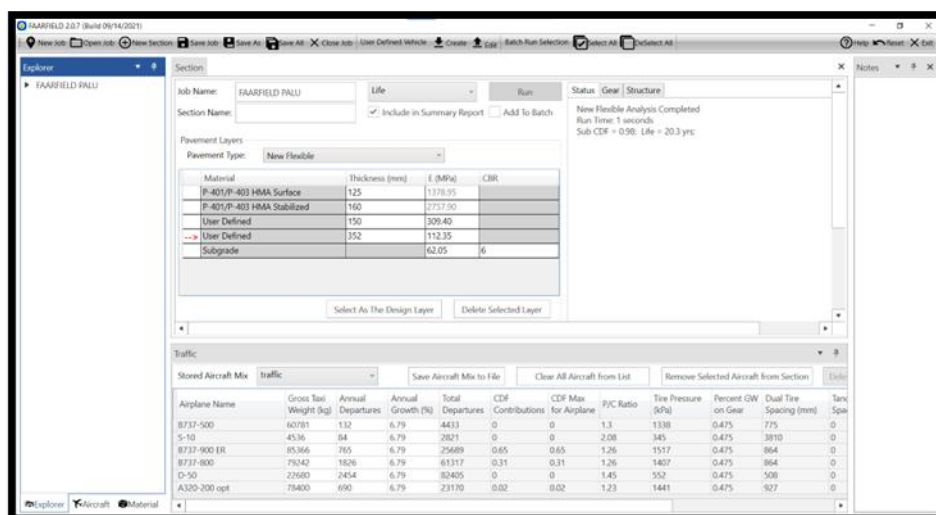 FAARFIELD 2.0.7 (Build 09/14/2021)
New Job Open Job New Section Save Job Save As Save All Close Job User Defined Vehicle Create Edit Batch Run Selection Select All DeSelect All Help Reset Exit
Explorer
FAARFIELD PALU
Section
Notes
Job Name: FAARFIELD PALU Life Run
Section Name: Include in Summary Report Add To Batch
Pavement Layers
Pavement Type: New Flexible
Material Thickness (mm) E (MPa) CBR
P-401/P-403 HMA Surface 125 1378.95
P-401/P-403 HMA Stabilized 160 2757.90
User Defined 150 309.40
--> User Defined 352 112.35
Subgrade 62.05 6
Select As The Design Layer Delete Selected Layer
Status Gear Structure
New Flexible Analysis Completed
Run Time: 1 seconds
Sub CDF = 0.98; Life = 20.3 yrs;
Traffic
Stored Aircraft Mix traffic Save Aircraft Mix to File Clear All Aircraft from List Remove Selected Aircraft from Section Dele
Airplane Name Gross Taxi Weight (kg) Annual Departures Annual Growth (%) Total Departures CDF Contributions CDF Max for Airplane P/C Ratio Tire Pressure (kPa) Percent GW on Gear Dual Tire Spacing (mm) Tanc Spac
B737-500 60781 132 6.79 4433 0 0 1.3 1338 0.475 775 0
S-10 4536 84 6.79 2821 0 0 2.08 345 0.475 3810 0
B737-900 ER 85366 765 6.79 25689 0.65 0.65 1.26 1517 0.475 864 0
B737-800 79242 1826 6.79 61317 0.31 0.31 1.26 1407 0.475 864 0
D-50 22680 2454 6.79 82405 0 0 1.45 552 0.475 508 0
A320-200 opt 78400 690 6.79 23170 0.02 0.02 1.23 1441 0.475 927 0
Explorer Aircraft Material